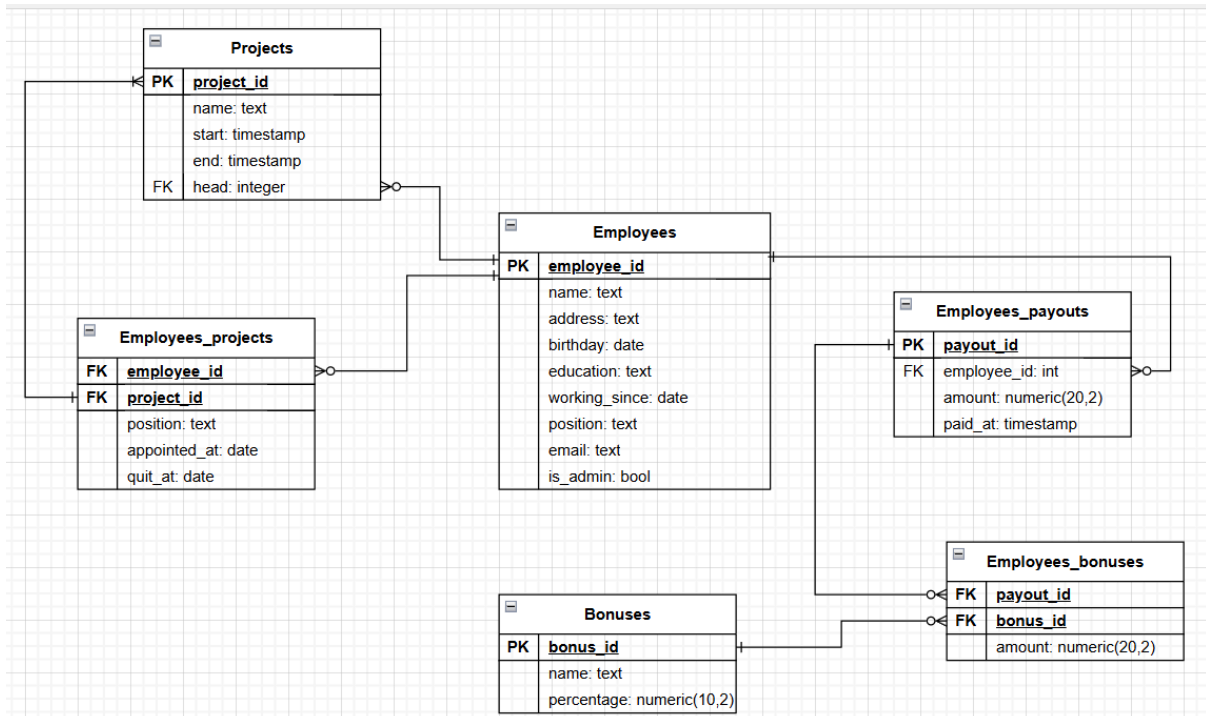 Projects
PK project_id
name: text
start: timestamp
end: timestamp
FK head: integer
Employees
PK employee_id
name: text
address: text
birthday: date
education: text
working_since: date
position: text
email: text
is_admin: bool
Employees_payouts
PK payout_id
FK employee_id: int
amount: numeric(20,2)
paid_at: timestamp
Employees_projects
FK employee_id
FK project_id
position: text
appointed_at: date
quit_at: date
Employees_bonuses
FK payout_id
FK bonus_id
amount: numeric(20,2)
Bonuses
PK bonus_id
name: text
percentage: numeric(10,2)